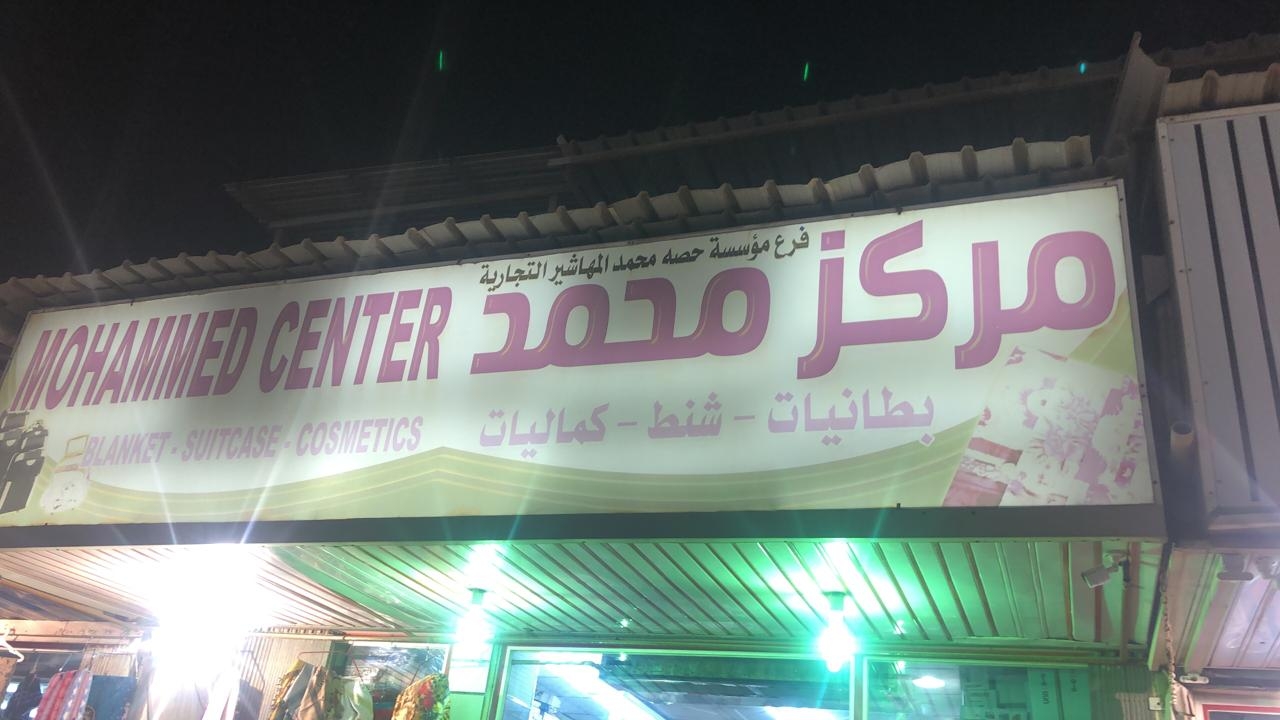 فرع مؤسسة حصه محمد المهاشير التجارية
مركز محمد
MOHAMMED CENTER
بطانيات - شنط - كماليات
BLANKET - SUITCASE - COSMETICS